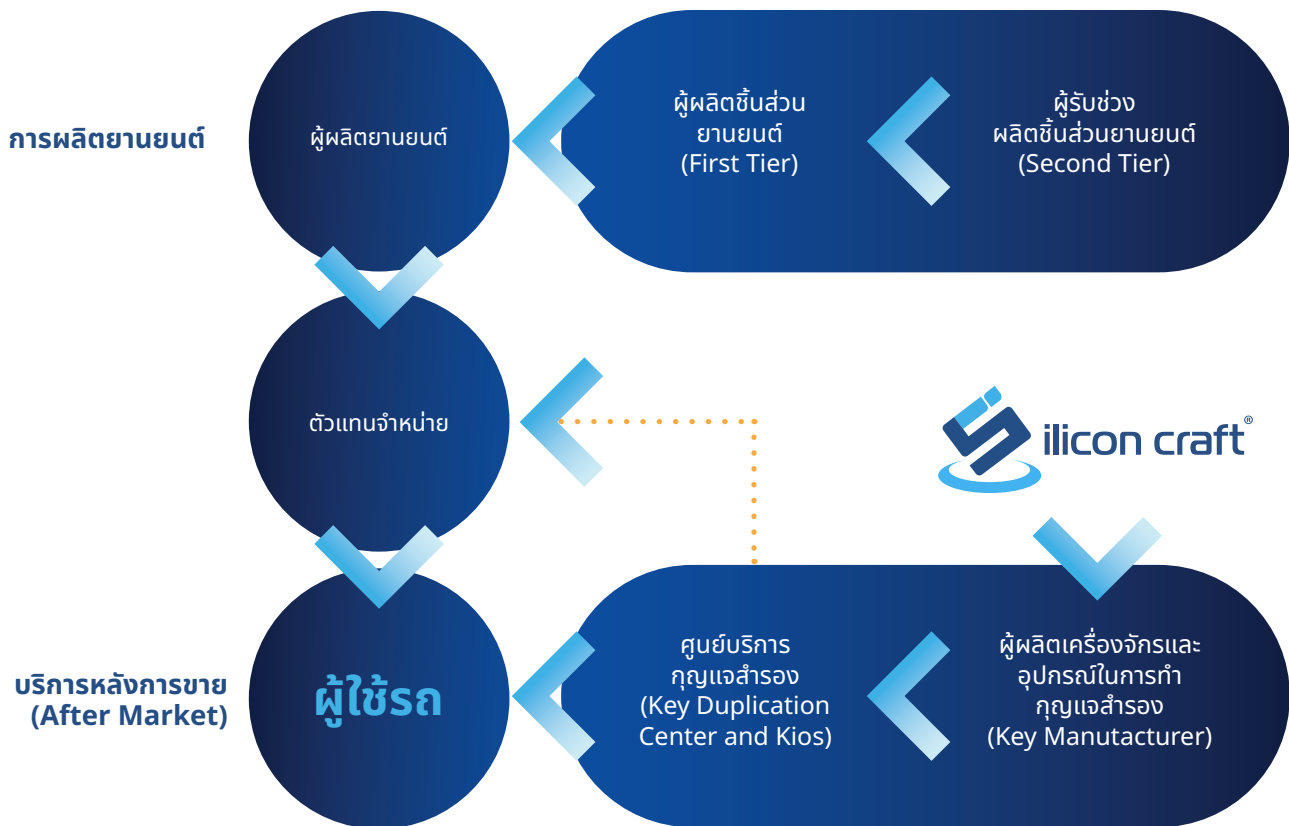 การผลิตยานยนต์
ผู้ผลิตยานยนต์
ผู้ผลิตชิ้นส่วน
ยานยนต์
(First Tier)
ผู้รับช่วง
ผลิตชิ้นส่วนยานยนต์
(Second Tier)
ตัวแทนจำหน่าย
ilicon craft®
บริการหลังการขาย
(After Market)
ผู้ใช้รถ
ศูนย์บริการ
กุญแจสำรอง
(Key Duplication
Center and Kios)
ผู้ผลิตเครื่องจักรและ
อุปกรณ์ในการทำ
กุญแจสำรอง
(Key Manutacturer)